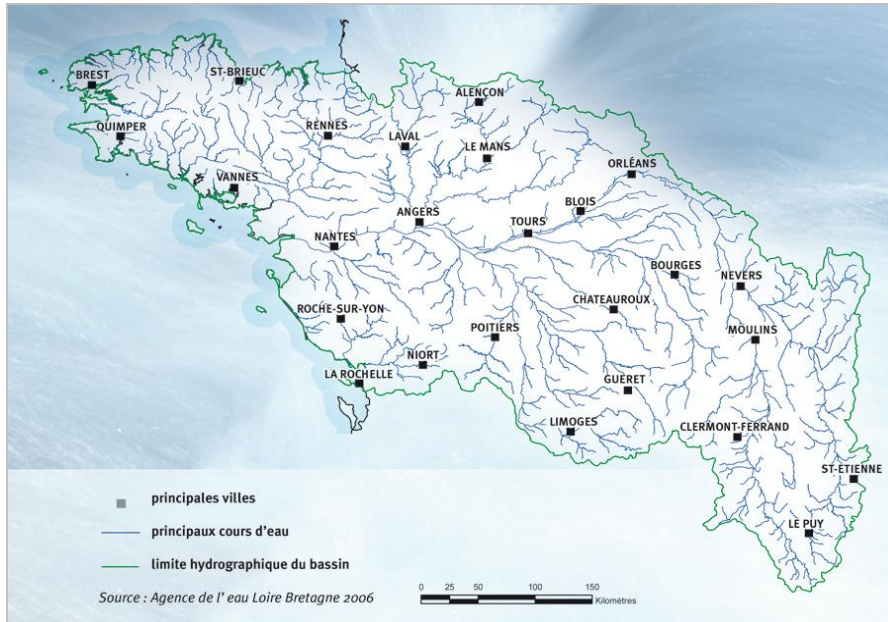 ST-BRIEUC
BREST
ALENÇON
QUIMPER
RENNES
LAVAL
LE MANS
ORLÉANS
VANNES
BLOIS
ANGERS
TOURS
NANTES
BOURGES
NEVERS
CHATEAUROUX
ROCHE-SUR-YON
POITIERS
MOULINS
NIORT
LA ROCHELLE
GUERET
LIMOGES
CLERMONT-FERRAND
ST-ETIENNE
LE PUY
principales villes
principaux cours d'eau
limite hydrographique du bassin
Source : Agence de l' eau Loire Bretagne 2006
0 25 50 100 150
Kilomètres